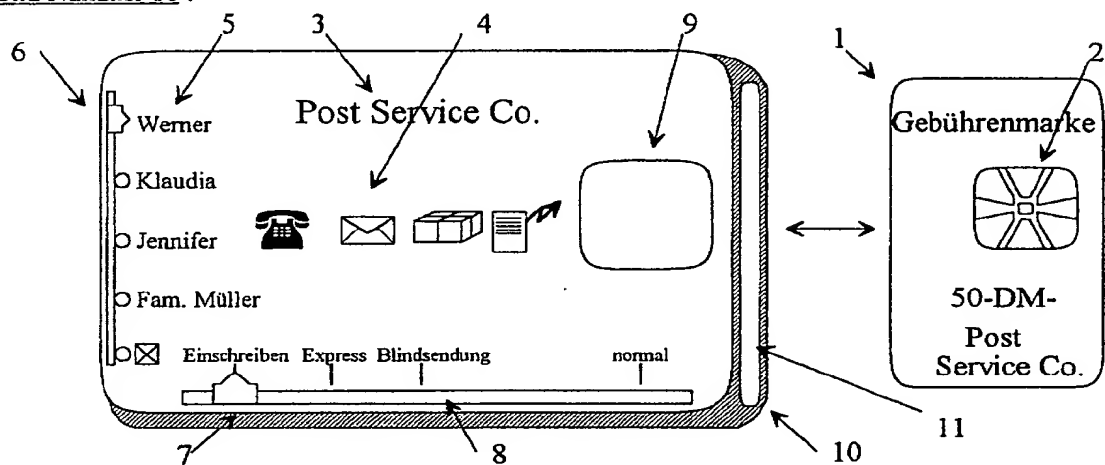 6
5
3
4
9
1
2
Post Service Co.
Werner
Klaudia
Jennifer
Fam. Müller
Einschreiben Express Blindsendung normal
7
8
10
11
Gebührenmarke
50-DM-
Post
Service Co.